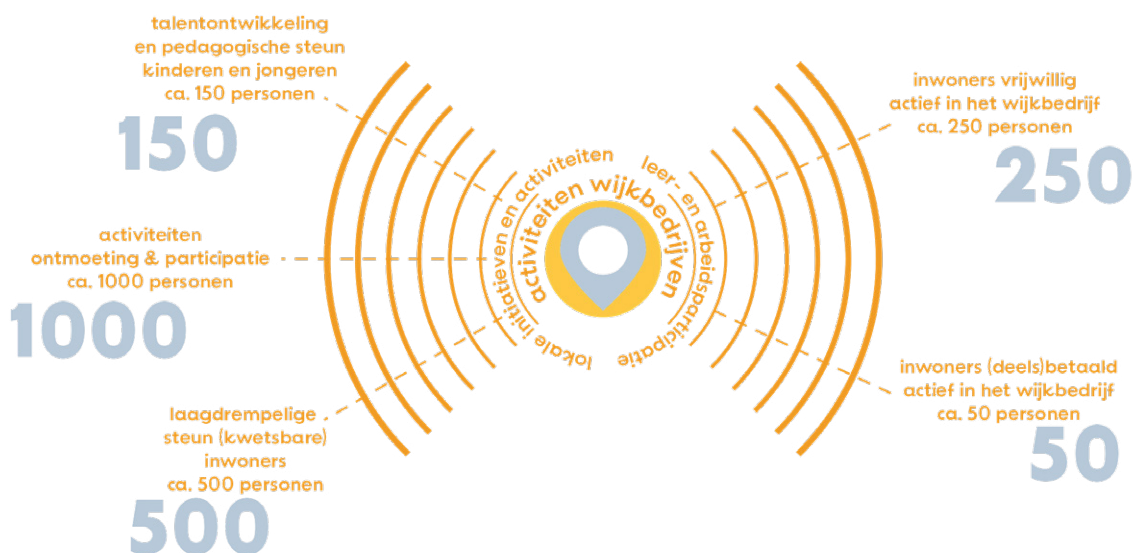 talentontwikkeling
en pedagogische steun
kinderen en jongeren
ca. 150 personen
150
activiteiten
ontmoeting & participatie
ca. 1000 personen
1000
laagdrempelige
steun (kwetsbare)
inwoners
ca. 500 personen
500
lokale initiatieven en activiteiten
activiteiten wijkbedrijven
leer- en arbeidsparticipatie
inwoners vrijwillig
actief in het wijkbedrijf
ca. 250 personen
250
inwoners (deels)betaald
actief in het wijkbedrijf
ca. 50 personen
50